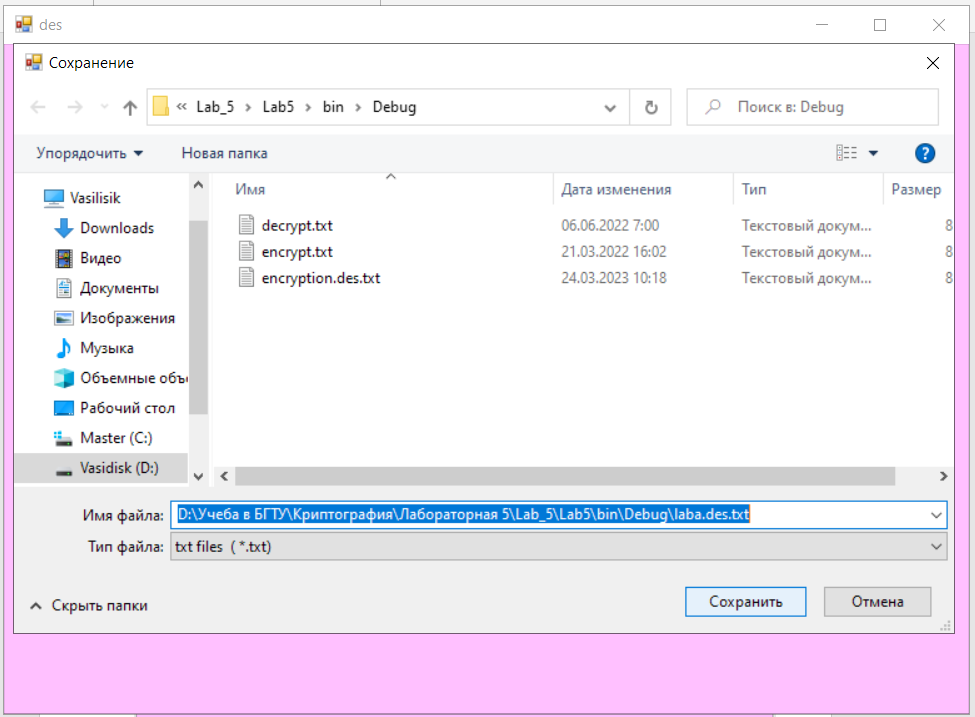 des
Сохранение
« Lab_5 › Lab5 › bin › Debug
Поиск в: Debug
Упорядочить
Новая папка
Имя
Дата изменения
Тип
Размер
Vasilisik
Downloads
Видео
Документы
Изображения
Музыка
Объемные объ
Рабочий стол
Master (C:)
Vasidisk (D:)
decrypt.txt 06.06.2022 7:00 Текстовый докум... 8
encrypt.txt 21.03.2022 16:02 Текстовый докум... 8
encryption.des.txt 24.03.2023 10:18 Текстовый докум... 8
Имя файла: D:\Учеба в БГТУ\Криптография\Лабораторная 5\Lab_5\Lab5\bin\Debug\laba.des.txt
Тип файла: txt files (*.txt)
Скрыть папки
Сохранить
Отмена